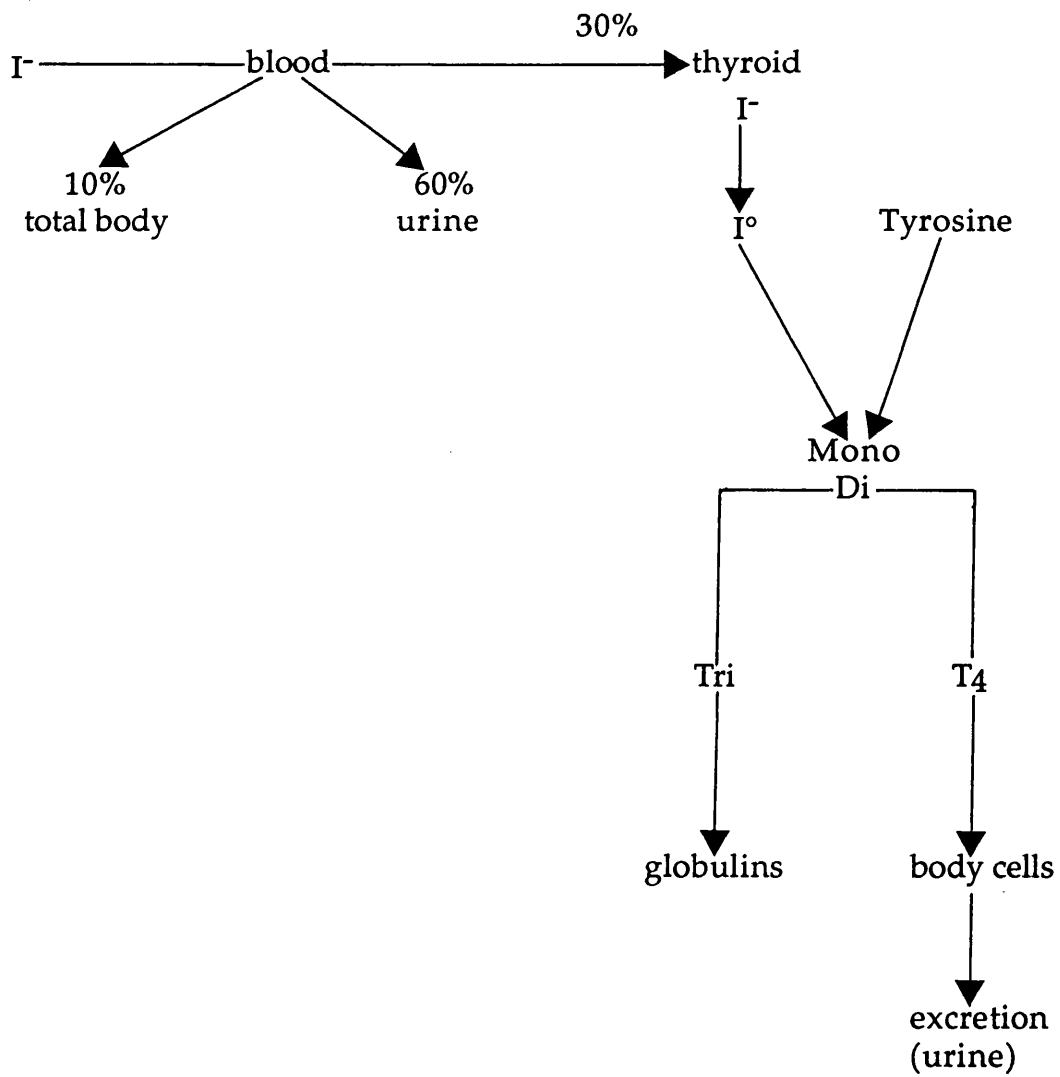 30%
I- blood thyroid
I-
10% 60%
total body urine
I° Tyrosine
Mono
Di
Tri T4
globulins body cells
excretion
(urine)